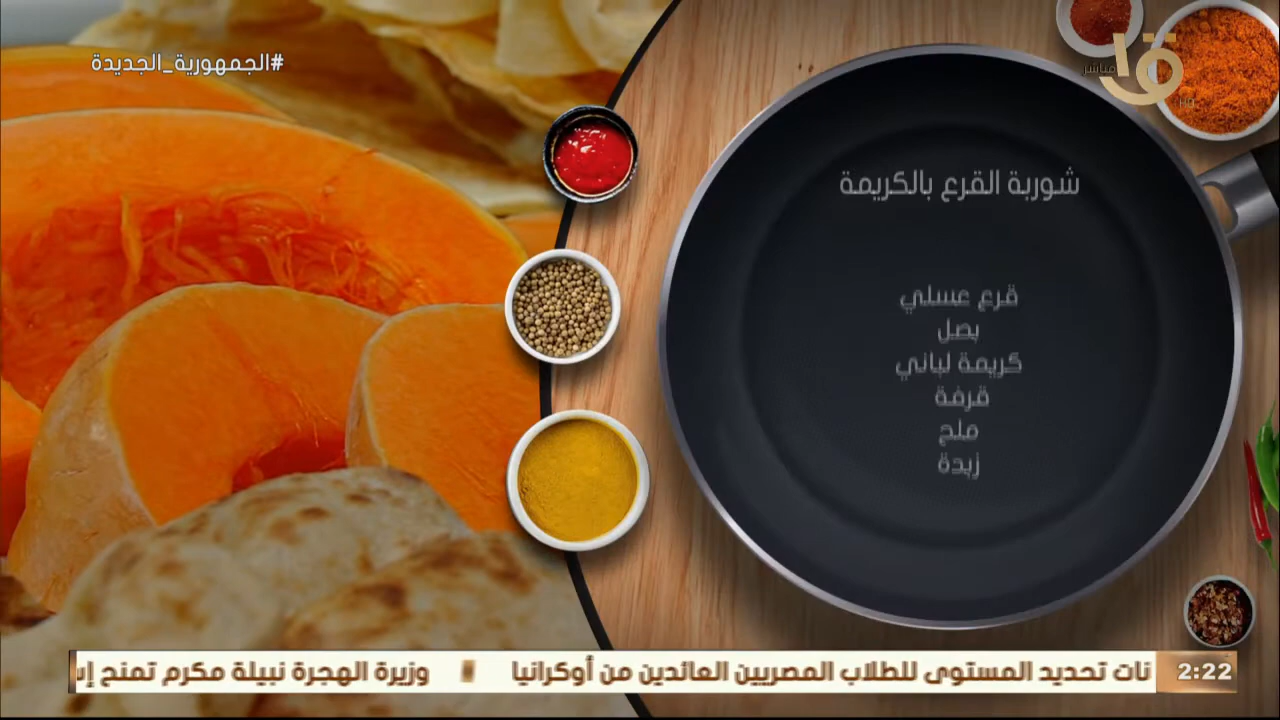 #الجمهورية_الجديدة
مباشر
شوربة القرع بالكريمة
قرع عسلي
بصل
كريمة لباني
قرفة
ملح
زبدة
2:22
نات تحديد المستوى للطلاب المصريين العائدين من أوكرانيا
وزيرة الهجرة نبيلة مكرم تمنح